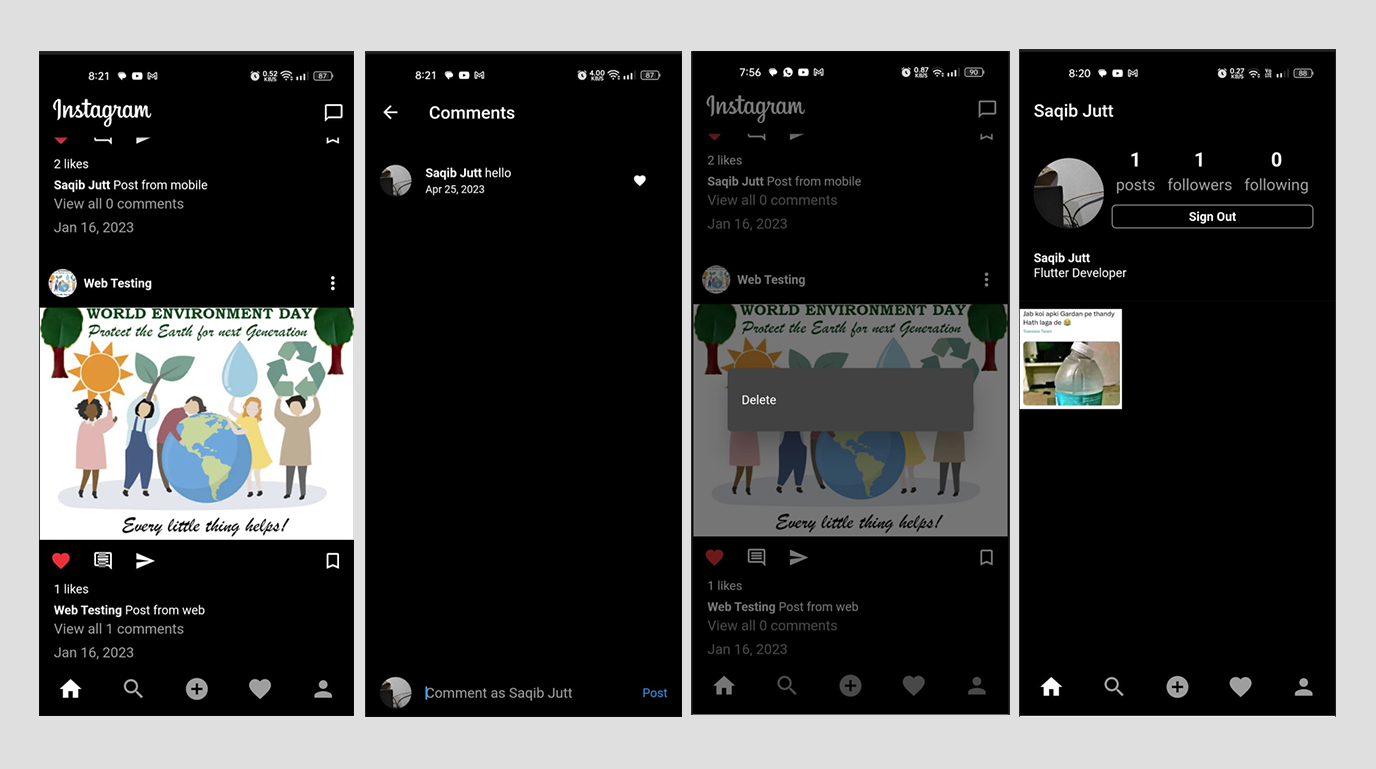 8:21
0.52
KB/S
87
Instagram
2 likes
Saqib Jutt Post from mobile
View all 0 comments
Jan 16, 2023
Web Testing
WORLD ENVIRONMENT DAY
Protect the Earth for next Generation
Every little thing helps!
1 likes
Web Testing Post from web
View all 1 comments
Jan 16, 2023
8:21
4.00
KB/S
87
Comments
Saqib Jutt hello
Apr 25, 2023
Comment as Saqib Jutt
Post
7:56
0.87
KB/S
90
Instagram
2 likes
Saqib Jutt Post from mobile
View all 0 comments
Jan 16, 2023
Web Testing
WORLD ENVIRONMENT DAY
Protect the Earth for next Generation
Delete
Every little thing helps!
1 likes
Web Testing Post from web
View all 0 comments
Jan 16, 2023
8:20
0.27
KB/S
88
Saqib Jutt
1 1 0
posts followers following
Sign Out
Saqib Jutt
Flutter Developer
Jab koi apki Gardan pe thandy
Hath laga de 😂
Translate Tweet